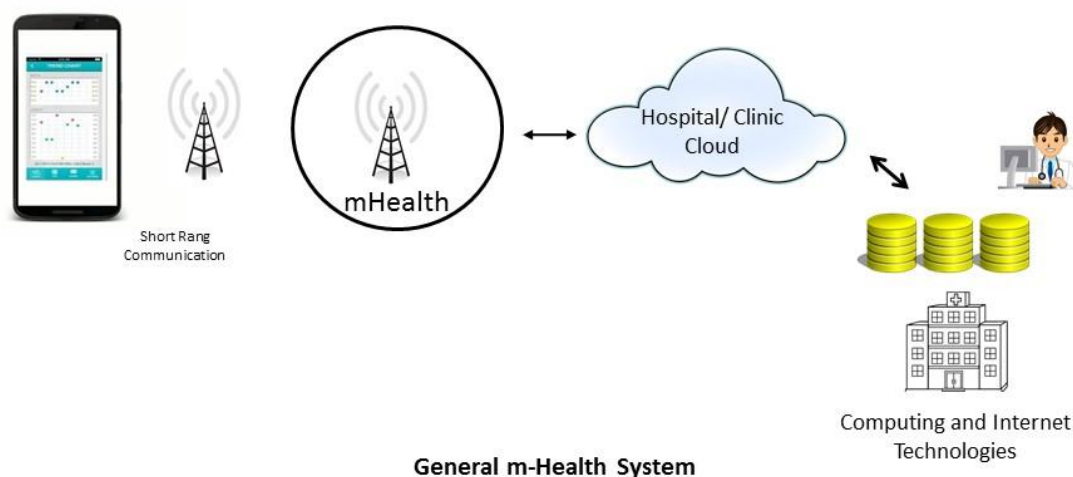 Hospital/ Clinic
Cloud
mHealth
Short Rang
Communication
Computing and Internet
Technologies
General m-Health System